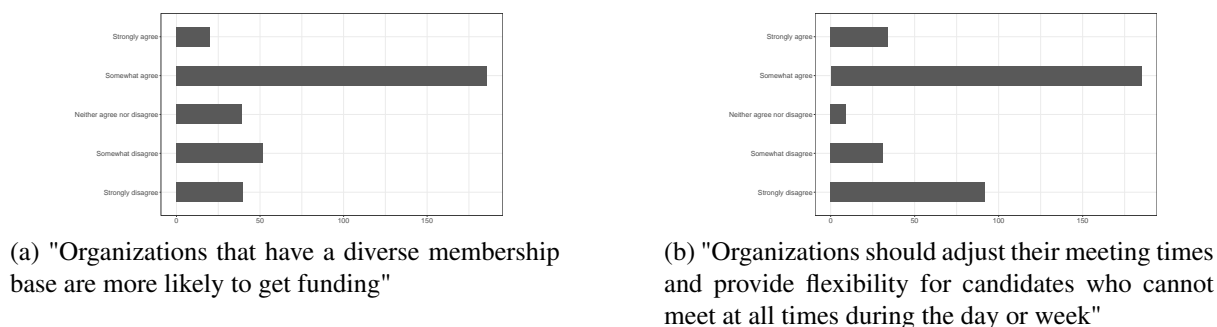 Strongly agree
Somewhat agree
Neither agree nor disagree
Somewhat disagree
Strongly disagree
0 50 100 150
(a) "Organizations that have a diverse membership
base are more likely to get funding"
Strongly agree
Somewhat agree
Neither agree nor disagree
Somewhat disagree
Strongly disagree
0 50 100 150
(b) "Organizations should adjust their meeting times
and provide flexibility for candidates who cannot
meet at all times during the day or week"